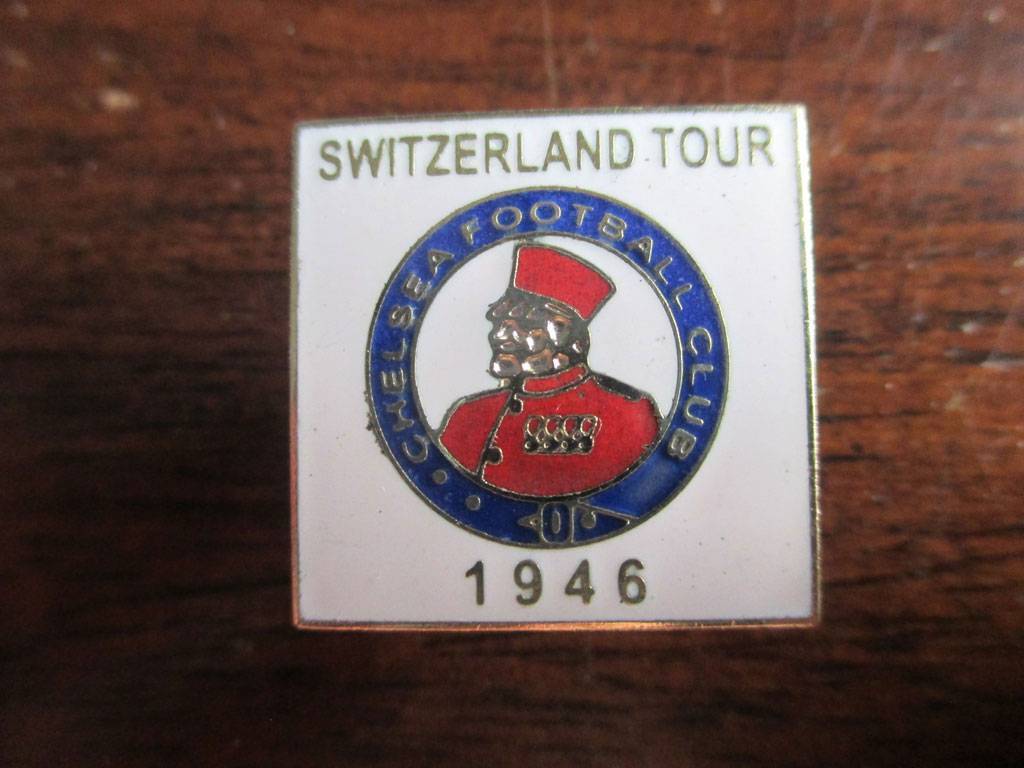 SWITZERLAND TOUR
CHELSEA FOOTBALL CLUB
1946